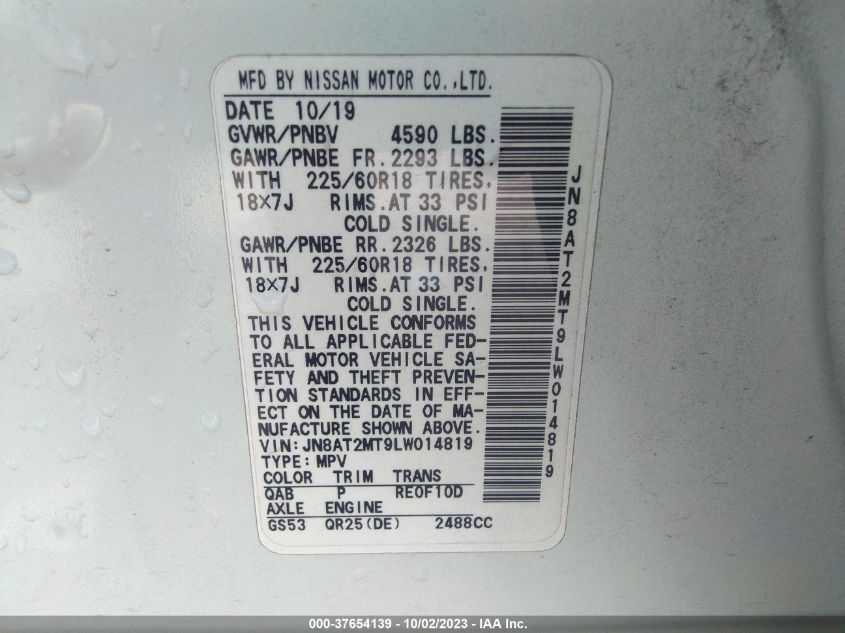 MFD BY NISSAN MOTOR CO.,LTD.
DATE 10/19
GVWR/PNBV 4590 LBS.
GAWR/PNBE FR.2293 LBS.
WITH 225/60R18 TIRES,
18×7J RIMS.AT 33 PSI
COLD SINGLE.
GAWR/PNBE RR.2326 LBS.
WITH 225/60R18 TIRES,
18×7J RIMS.AT 33 PSI
COLD SINGLE.
THIS VEHICLE CONFORMS
TO ALL APPLICABLE FED-
ERAL MOTOR VEHICLE SA-
FETY AND THEFT PREVEN-
TION STANDARDS IN EFF-
ECT ON THE DATE OF MA-
NUFACTURE SHOWN ABOVE.
VIN:JN8AT2MT9LW014819
TYPE:MPV
COLOR TRIM TRANS
QAB P RE0F10D
AXLE ENGINE
GS53 QR25(DE) 2488CC
JN8AT2MT9LW014819
000-37654139 - 10/02/2023 - IAA Inc.